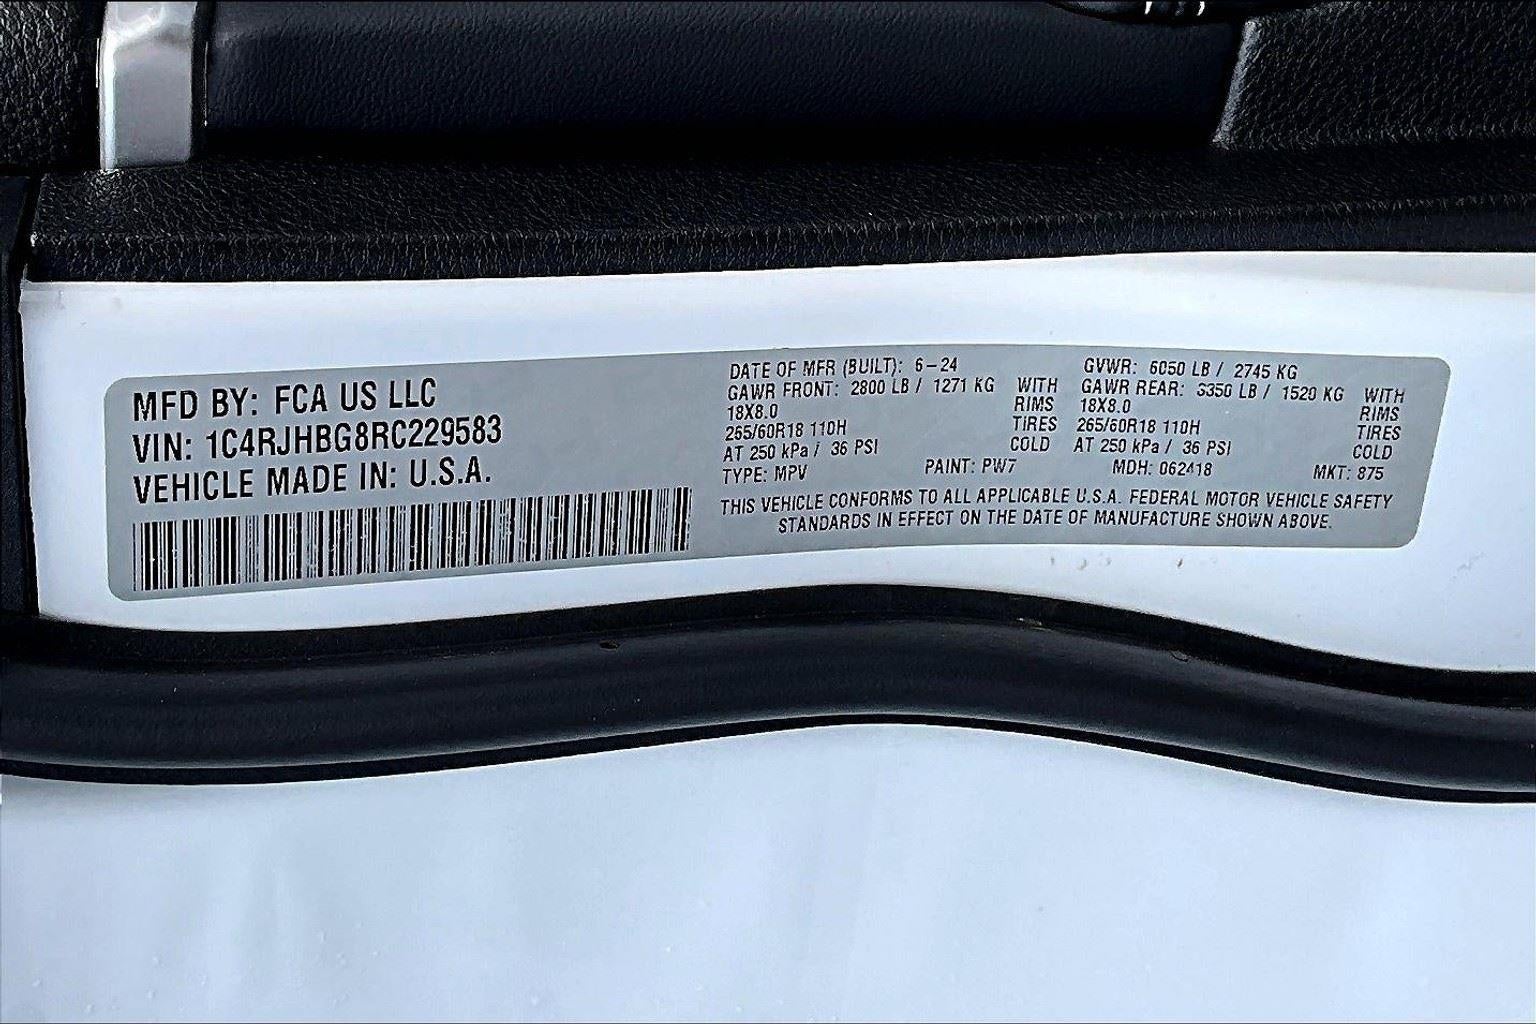 MFD BY: FCA US LLC
VIN: 1C4RJHBG8RC229583
VEHICLE MADE IN: U.S.A.
DATE OF MFR (BUILT): 6-24
GAWR FRONT: 2800 LB / 1271 KG WITH
18X8.0 RIMS
265/60R18 110H TIRES
AT 250 kPa / 36 PSI COLD
TYPE: MPV PAINT: PW7
GVWR: 6050 LB / 2745 KG
GAWR REAR: 3350 LB / 1520 KG WITH
18X8.0 RIMS
265/60R18 110H TIRES
AT 250 kPa / 36 PSI COLD
MDH: 062418 MKT: 875
THIS VEHICLE CONFORMS TO ALL APPLICABLE U.S.A. FEDERAL MOTOR VEHICLE SAFETY
STANDARDS IN EFFECT ON THE DATE OF MANUFACTURE SHOWN ABOVE.